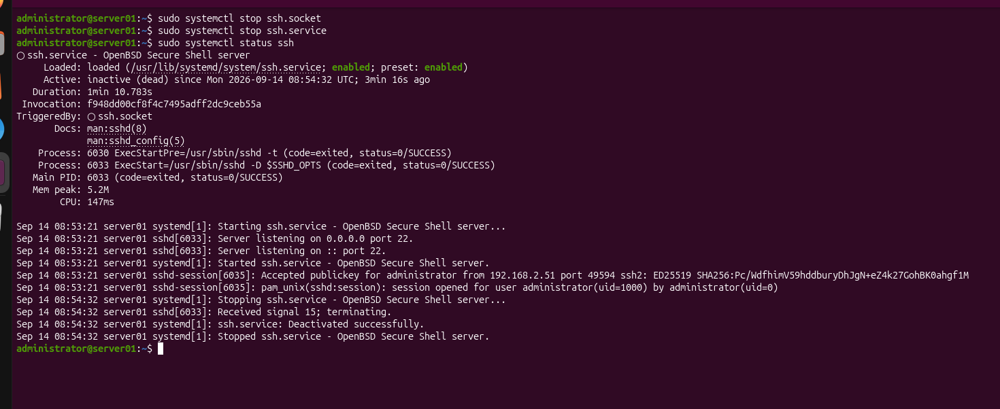 administrator@server01:~$ sudo systemctl stop ssh.socket
administrator@server01:~$ sudo systemctl stop ssh.service
administrator@server01:~$ sudo systemctl status ssh
○ ssh.service - OpenBSD Secure Shell server
     Loaded: loaded (/usr/lib/systemd/system/ssh.service; enabled; preset: enabled)
     Active: inactive (dead) since Mon 2026-09-14 08:54:32 UTC; 3min 16s ago
   Duration: 1min 10.783s
 Invocation: f948dd00cf8f4c7495adff2dc9ceb55a
TriggeredBy: ○ ssh.socket
       Docs: man:sshd(8)
             man:sshd_config(5)
    Process: 6030 ExecStartPre=/usr/sbin/sshd -t (code=exited, status=0/SUCCESS)
    Process: 6033 ExecStart=/usr/sbin/sshd -D $SSHD_OPTS (code=exited, status=0/SUCCESS)
   Main PID: 6033 (code=exited, status=0/SUCCESS)
   Mem peak: 5.2M
        CPU: 147ms

Sep 14 08:53:21 server01 systemd[1]: Starting ssh.service - OpenBSD Secure Shell server...
Sep 14 08:53:21 server01 sshd[6033]: Server listening on 0.0.0.0 port 22.
Sep 14 08:53:21 server01 sshd[6033]: Server listening on :: port 22.
Sep 14 08:53:21 server01 systemd[1]: Started ssh.service - OpenBSD Secure Shell server.
Sep 14 08:53:21 server01 sshd-session[6035]: Accepted publickey for administrator from 192.168.2.51 port 49594 ssh2: ED25519 SHA256:Pc/WdfhimV59hddburyDhJgN+eZ4k27GohBK0ahgf1M
Sep 14 08:53:21 server01 sshd-session[6035]: pam_unix(sshd:session): session opened for user administrator(uid=1000) by administrator(uid=0)
Sep 14 08:54:32 server01 systemd[1]: Stopping ssh.service - OpenBSD Secure Shell server...
Sep 14 08:54:32 server01 sshd[6033]: Received signal 15; terminating.
Sep 14 08:54:32 server01 systemd[1]: ssh.service: Deactivated successfully.
Sep 14 08:54:32 server01 systemd[1]: Stopped ssh.service - OpenBSD Secure Shell server.
administrator@server01:~$